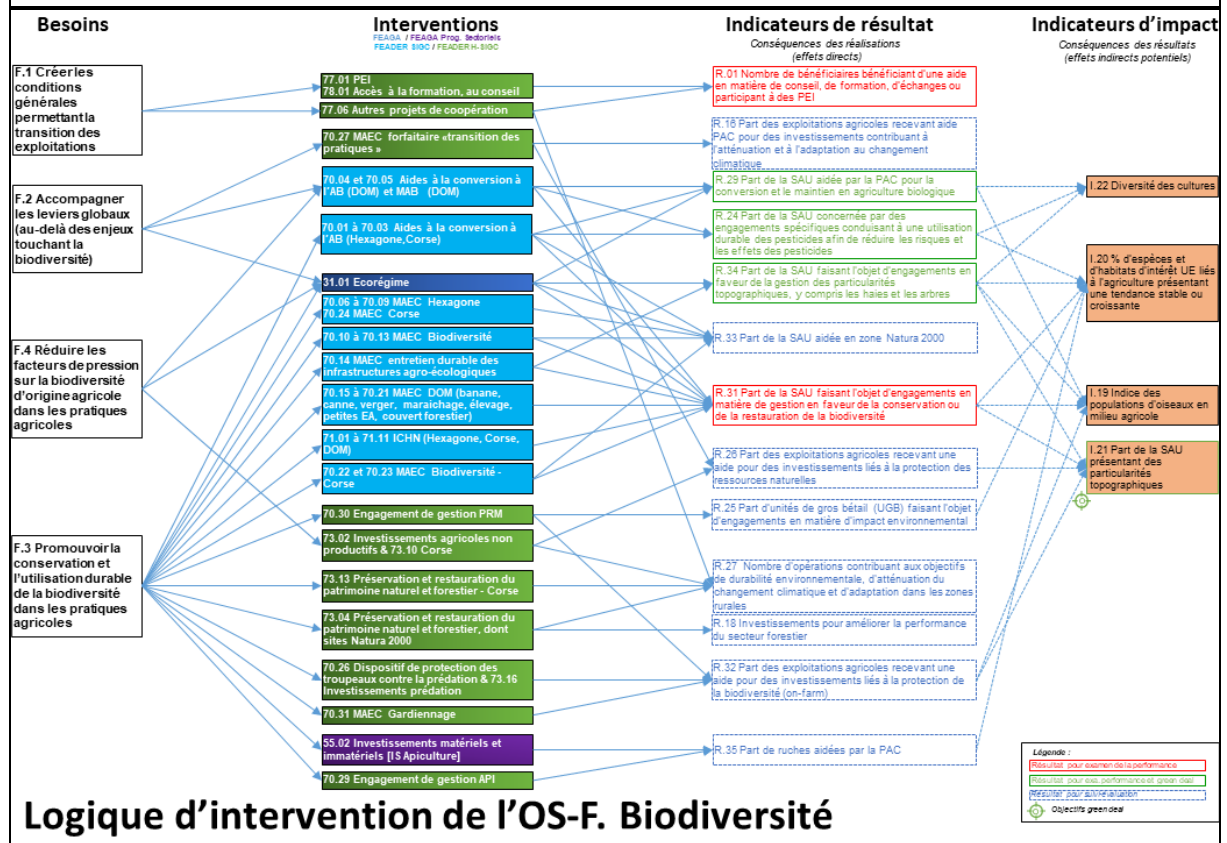 Besoins
Interventions
FEAGA / FEAGA Prog. Sectoriels
FEADER SIGC / FEADER H-SIGC
Indicateurs de résultat
Conséquences des réalisations
(effets directs)
Indicateurs d'impact
Conséquences des résultats
(effets indirects potentiels)
F.1 Créer les
conditions
générales
permettant la
transition des
exploitations
F.2 Accompagner
les leviers globaux
(au-delà des enjeux
touchant la
biodiversité)
F.4 Réduire les
facteurs de pression
sur la biodiversité
d'origine agricole
dans les pratiques
agricoles
F.3 Promouvoir la
conservation et
l'utilisation durable
de la biodiversité
dans les pratiques
agricoles
77.01 PEI
78.01 Accès à la formation, au conseil
77.06 Autres projets de coopération
70.27 MAEC forfaitaire «transition des
pratiques »
70.04 et 70.05 Aides à la conversion à
l'AB (DOM) et MAB (DOM)
70.01 à 70.03 Aides à la conversion à
l'AB (Hexagone,Corse)
31.01 Ecorégime
70.06 à 70.09 MAEC Hexagone
70.24 MAEC Corse
70.10 à 70.13 MAEC Biodiversité
70.14 MAEC entretien durable des
infrastructures agro-écologiques
70.15 à 70.21 MAEC DOM (banane,
canne, verger, maraichage, élevage,
petites EA, couvert forestier)
71.01 à 71.11 ICHN (Hexagone, Corse,
DOM)
70.22 et 70.23 MAEC Biodiversité -
Corse
70.30 Engagement de gestion PRM
73.02 Investissements agricoles non
productifs & 73.10 Corse
73.13 Préservation et restauration du
patrimoine naturel et forestier - Corse
73.04 Préservation et restauration du
patrimoine naturel et forestier, dont
sites Natura 2000
70.26 Dispositif de protection des
troupeaux contre la prédation & 73.16
Investissements prédation
70.31 MAEC Gardiennage
55.02 Investissements matériels et
immatériels [IS Apiculture]
70.29 Engagement de gestion API
R.01 Nombre de bénéficiaires bénéficiant d'une aide
en matière de conseil, de formation, d'échanges ou
participant à des PEI
R.16 Part des exploitations agricoles recevant aide
PAC pour des investissements contribuant à
l'atténuation et à l'adaptation au changement
climatique
R.29 Part de la SAU aidée par la PAC pour la
conversion et le maintien en agriculture biologique
R.24 Part de la SAU concernée par des
engagements spécifiques conduisant à une utilisation
durable des pesticides afin de réduire les risques et
les effets des pesticides
R.34 Part de la SAU faisant l'objet d'engagements en
faveur de la gestion des particularités
topographiques, y compris les haies et les arbres
R.33 Part de la SAU aidée en zone Natura 2000
R.31 Part de la SAU faisant l'objet d'engagements en
matière de gestion en faveur de la conservation ou
de la restauration de la biodiversité
R.26 Part des exploitations agricoles recevant une
aide pour des investissements liés à la protection des
ressources naturelles
R.25 Part d'unités de gros bétail (UGB) faisant l'objet
d'engagements en matière d'impact environnemental
R.27 Nombre d'opérations contribuant aux objectifs
de durabilité environnementale, d'atténuation du
changement climatique et d'adaptation dans les zones
rurales
R.18 Investissements pour améliorer la performance
du secteur forestier
R.32 Part des exploitations agricoles recevant une
aide pour des investissements liés à la protection de
la biodiversité (on-farm)
R.35 Part de ruches aidées par la PAC
I.22 Diversité des cultures
I.20 % d'espèces et
d'habitats d'intérêt UE liés
à l'agriculture présentant
une tendance stable ou
croissante
I.19 Indice des
populations d'oiseaux en
milieu agricole
I.21 Part de la SAU
présentant des
particularités
topographiques
Légende :
Résultat pour examen de la performance
Résultat pour exa. performance et green deal
Résultat pour suivi-évaluation
Objectifs green deal
Logique d'intervention de l'OS-F. Biodiversité